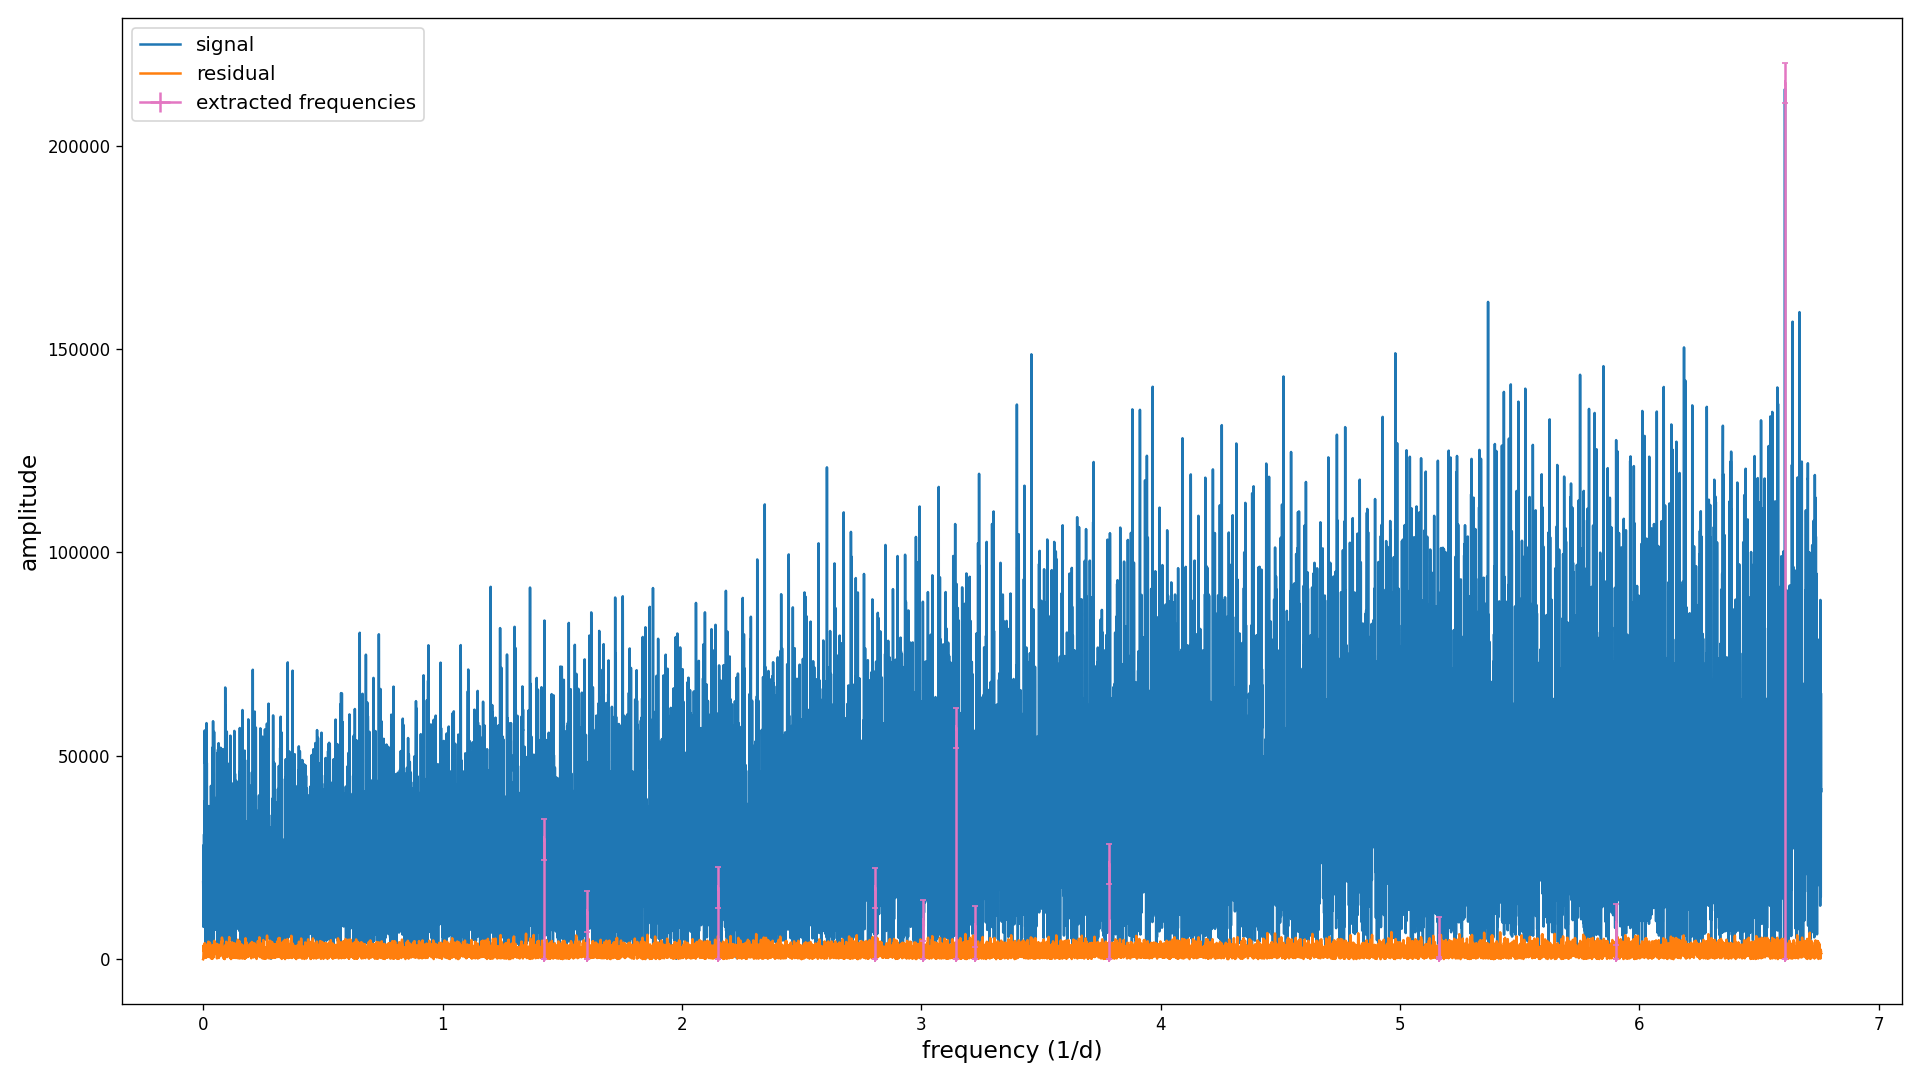 signal
residual
extracted frequencies
200000
150000
100000
50000
0
amplitude
0 1 2 3 4 5 6 7
frequency (1/d)